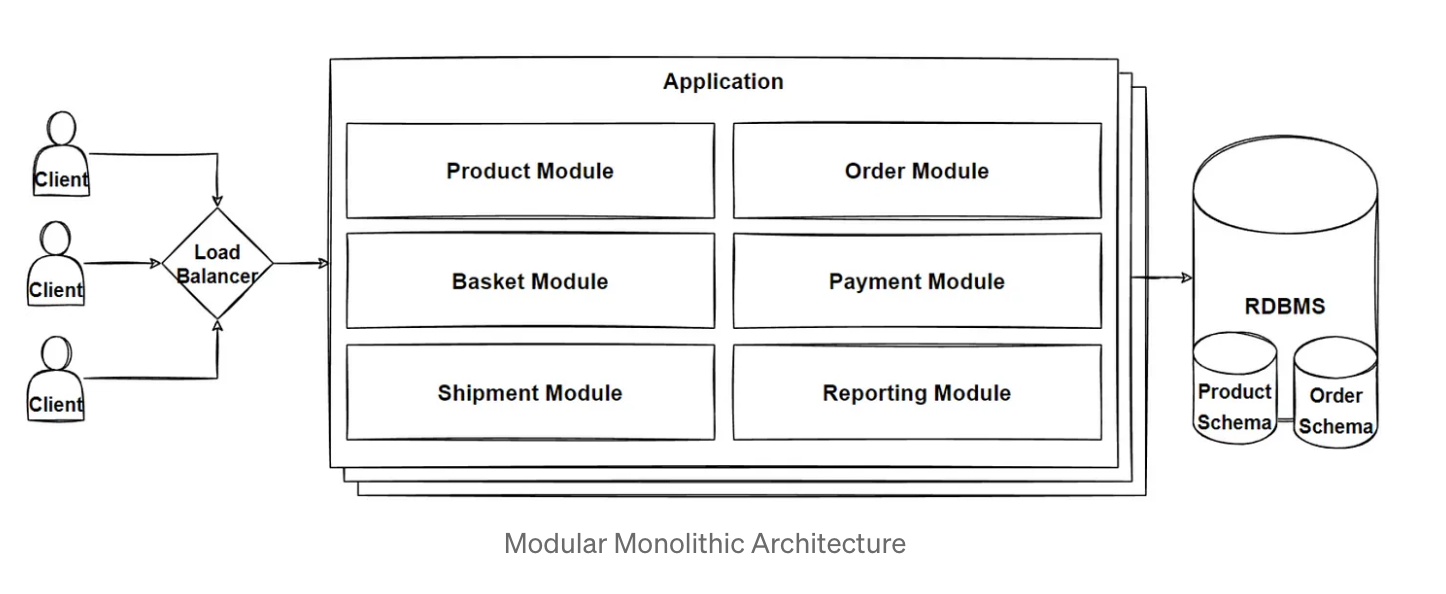 Application
Client
Product Module
Order Module
Load
Balancer
Client
Basket Module
Payment Module
RDBMS
Client
Shipment Module
Reporting Module
Product
Schema
Order
Schema
Modular Monolithic Architecture